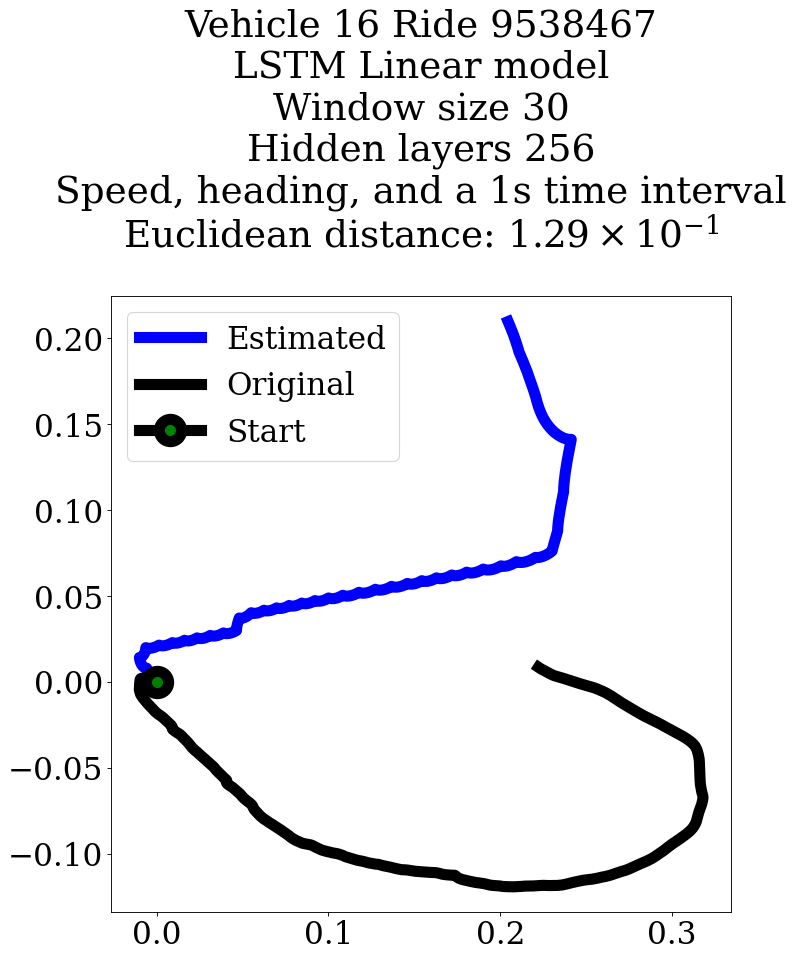 Vehicle 16 Ride 9538467
LSTM Linear model
Window size 30
Hidden layers 256
Speed, heading, and a 1s time interval
Euclidean distance: 1.29 × 10⁻¹
Estimated
Original
Start
0.20
0.15
0.10
0.05
0.00
−0.05
−0.10
0.0 0.1 0.2 0.3